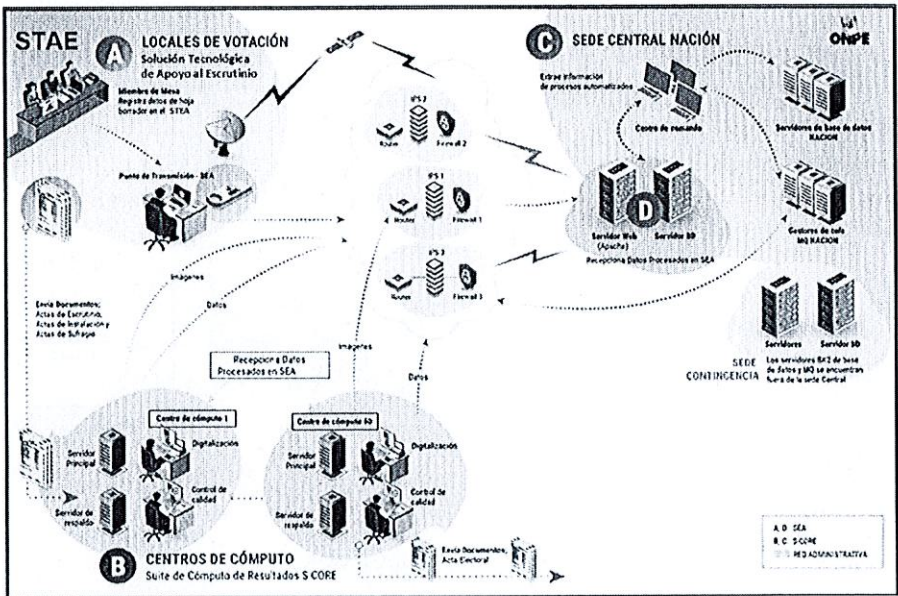 STAE
A LOCALES DE VOTACIÓN
Solución Tecnológica
de Apoyo al Escrutinio
Miembro de Mesa
Registra datos de hoja
borrador en el STEA
Punto de Transmisión - SEA
Envía Documentos;
Actas de Escrutinio,
Actas de Instalación y
Actas de Sufragio
Imágenes
Datos
IPS 2
Router
Firewall 2
IPS 1
Router
Firewall 1
IPS 3
Router
Firewall 3
C SEDE CENTRAL NACIÓN
ONPE
Extrae información
de procesos automatizados
Centro de comando
Servidores de base de datos
NACION
D
Servidor Web
(Apache)
Servidor BD
Recepciona Datos Procesados en SEA
Gestores de cola
MQ NACION
Servidores
Servidor BD
SEDE
CONTINGENCIA
Los servidores BK2 de base
de datos y MQ se encuentran
fuera de la sede Central
Recepciona Datos
Procesados en SEA
Imágenes
Datos
Centro de cómputo 1
Servidor
Principal
Digitalización
Servidor
de respaldo
Control de
calidad
Centro de cómputo
Servidor
Principal
Digitalización
Servidor
de respaldo
Control de
calidad
B CENTROS DE CÓMPUTO
Suite de Cómputo de Resultados $ CORE
Envía Documentos,
Acta Electoral
A, D SEA
B, C $ CORE
RED ADMINISTRATIVA